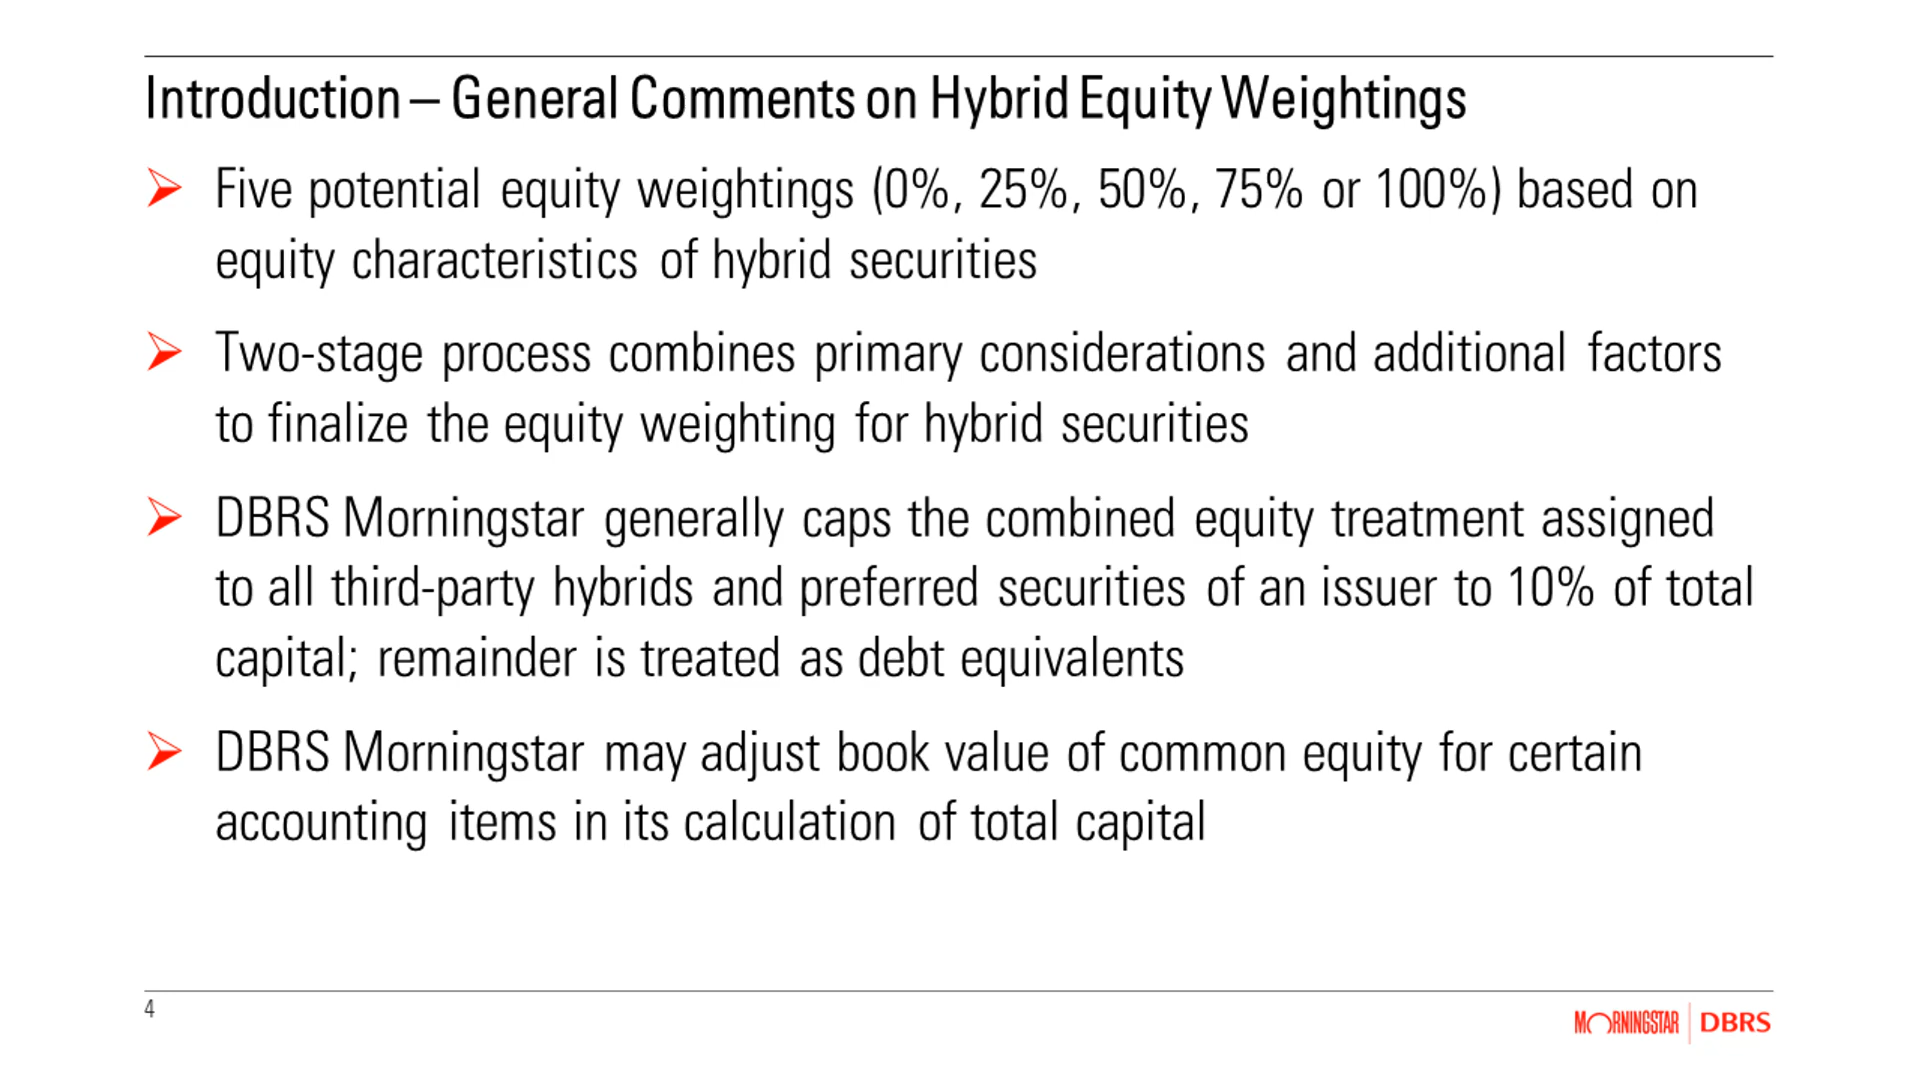 Introduction – General Comments on Hybrid Equity Weightings
Five potential equity weightings (0%, 25%, 50%, 75% or 100%) based on
equity characteristics of hybrid securities
Two-stage process combines primary considerations and additional factors
to finalize the equity weighting for hybrid securities
DBRS Morningstar generally caps the combined equity treatment assigned
to all third-party hybrids and preferred securities of an issuer to 10% of total
capital; remainder is treated as debt equivalents
DBRS Morningstar may adjust book value of common equity for certain
accounting items in its calculation of total capital
4
MORNINGSTAR DBRS